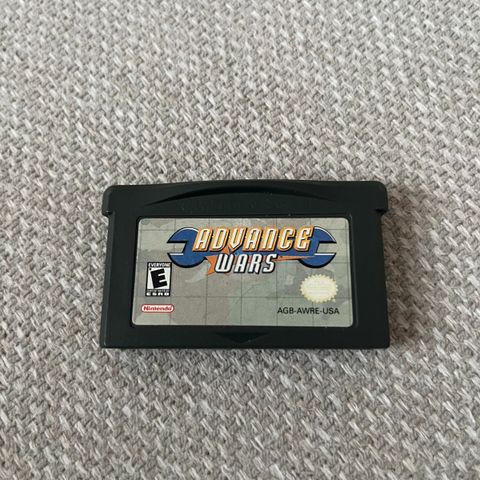 ADVANCE
WARS
EVERYONE
E
ESRB
Nintendo
AGB-AWRE-USA